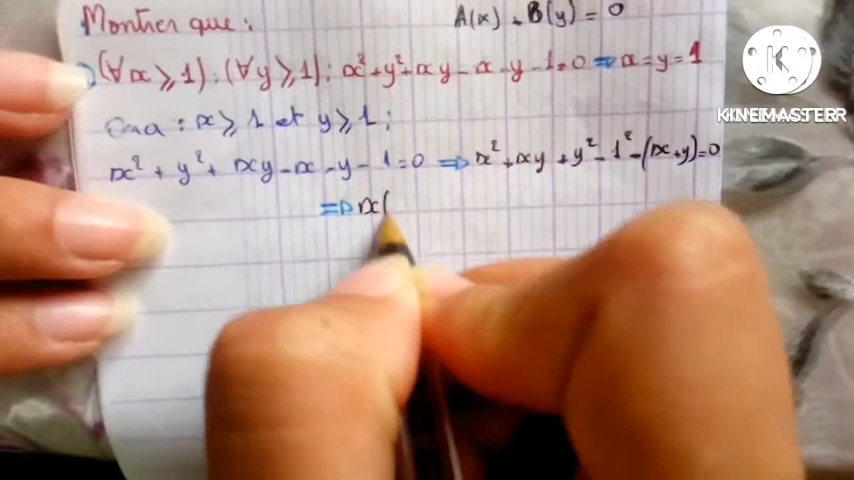 Montrer que :
A(x) + B(y) = 0
(∀x ≥ 1) ; (∀y ≥ 1) : x² + y² + xy - x - y - 1 = 0 ⇒ x = y = 1
On a : x ≥ 1 et y ≥ 1 ;
x² + y² + xy - x - y - 1 = 0 ⇒ x² + xy + y² - 1² - (x + y) = 0
⇒ x(
K
KINEMASTER